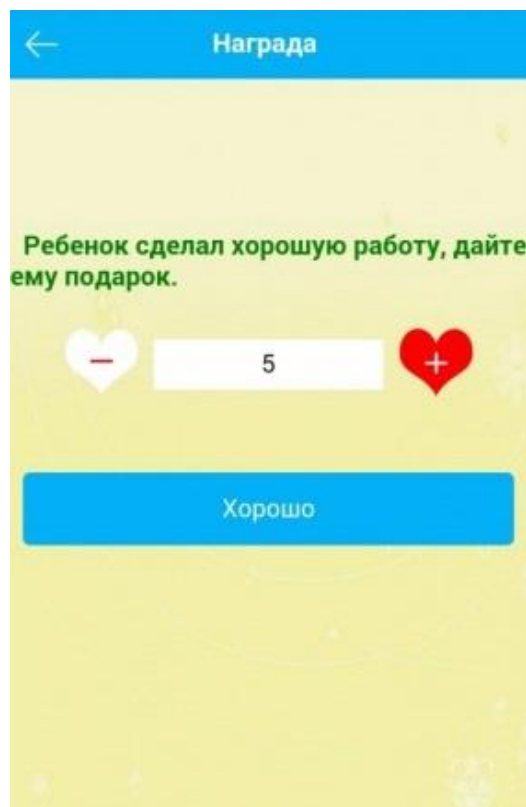 Награда
Ребенок сделал хорошую работу, дайте
ему подарок.
− 5 +
Хорошо